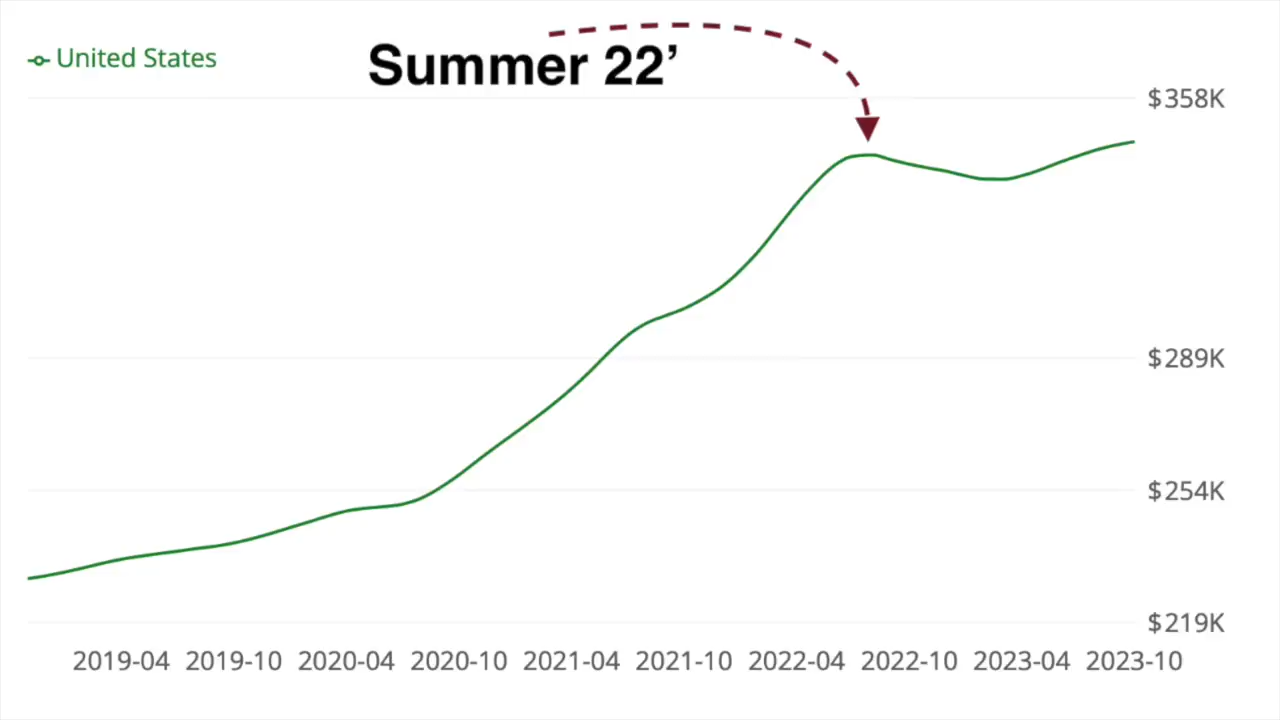 United States
Summer 22’
$358K
$289K
$254K
$219K
2019-04 2019-10 2020-04 2020-10 2021-04 2021-10 2022-04 2022-10 2023-04 2023-10